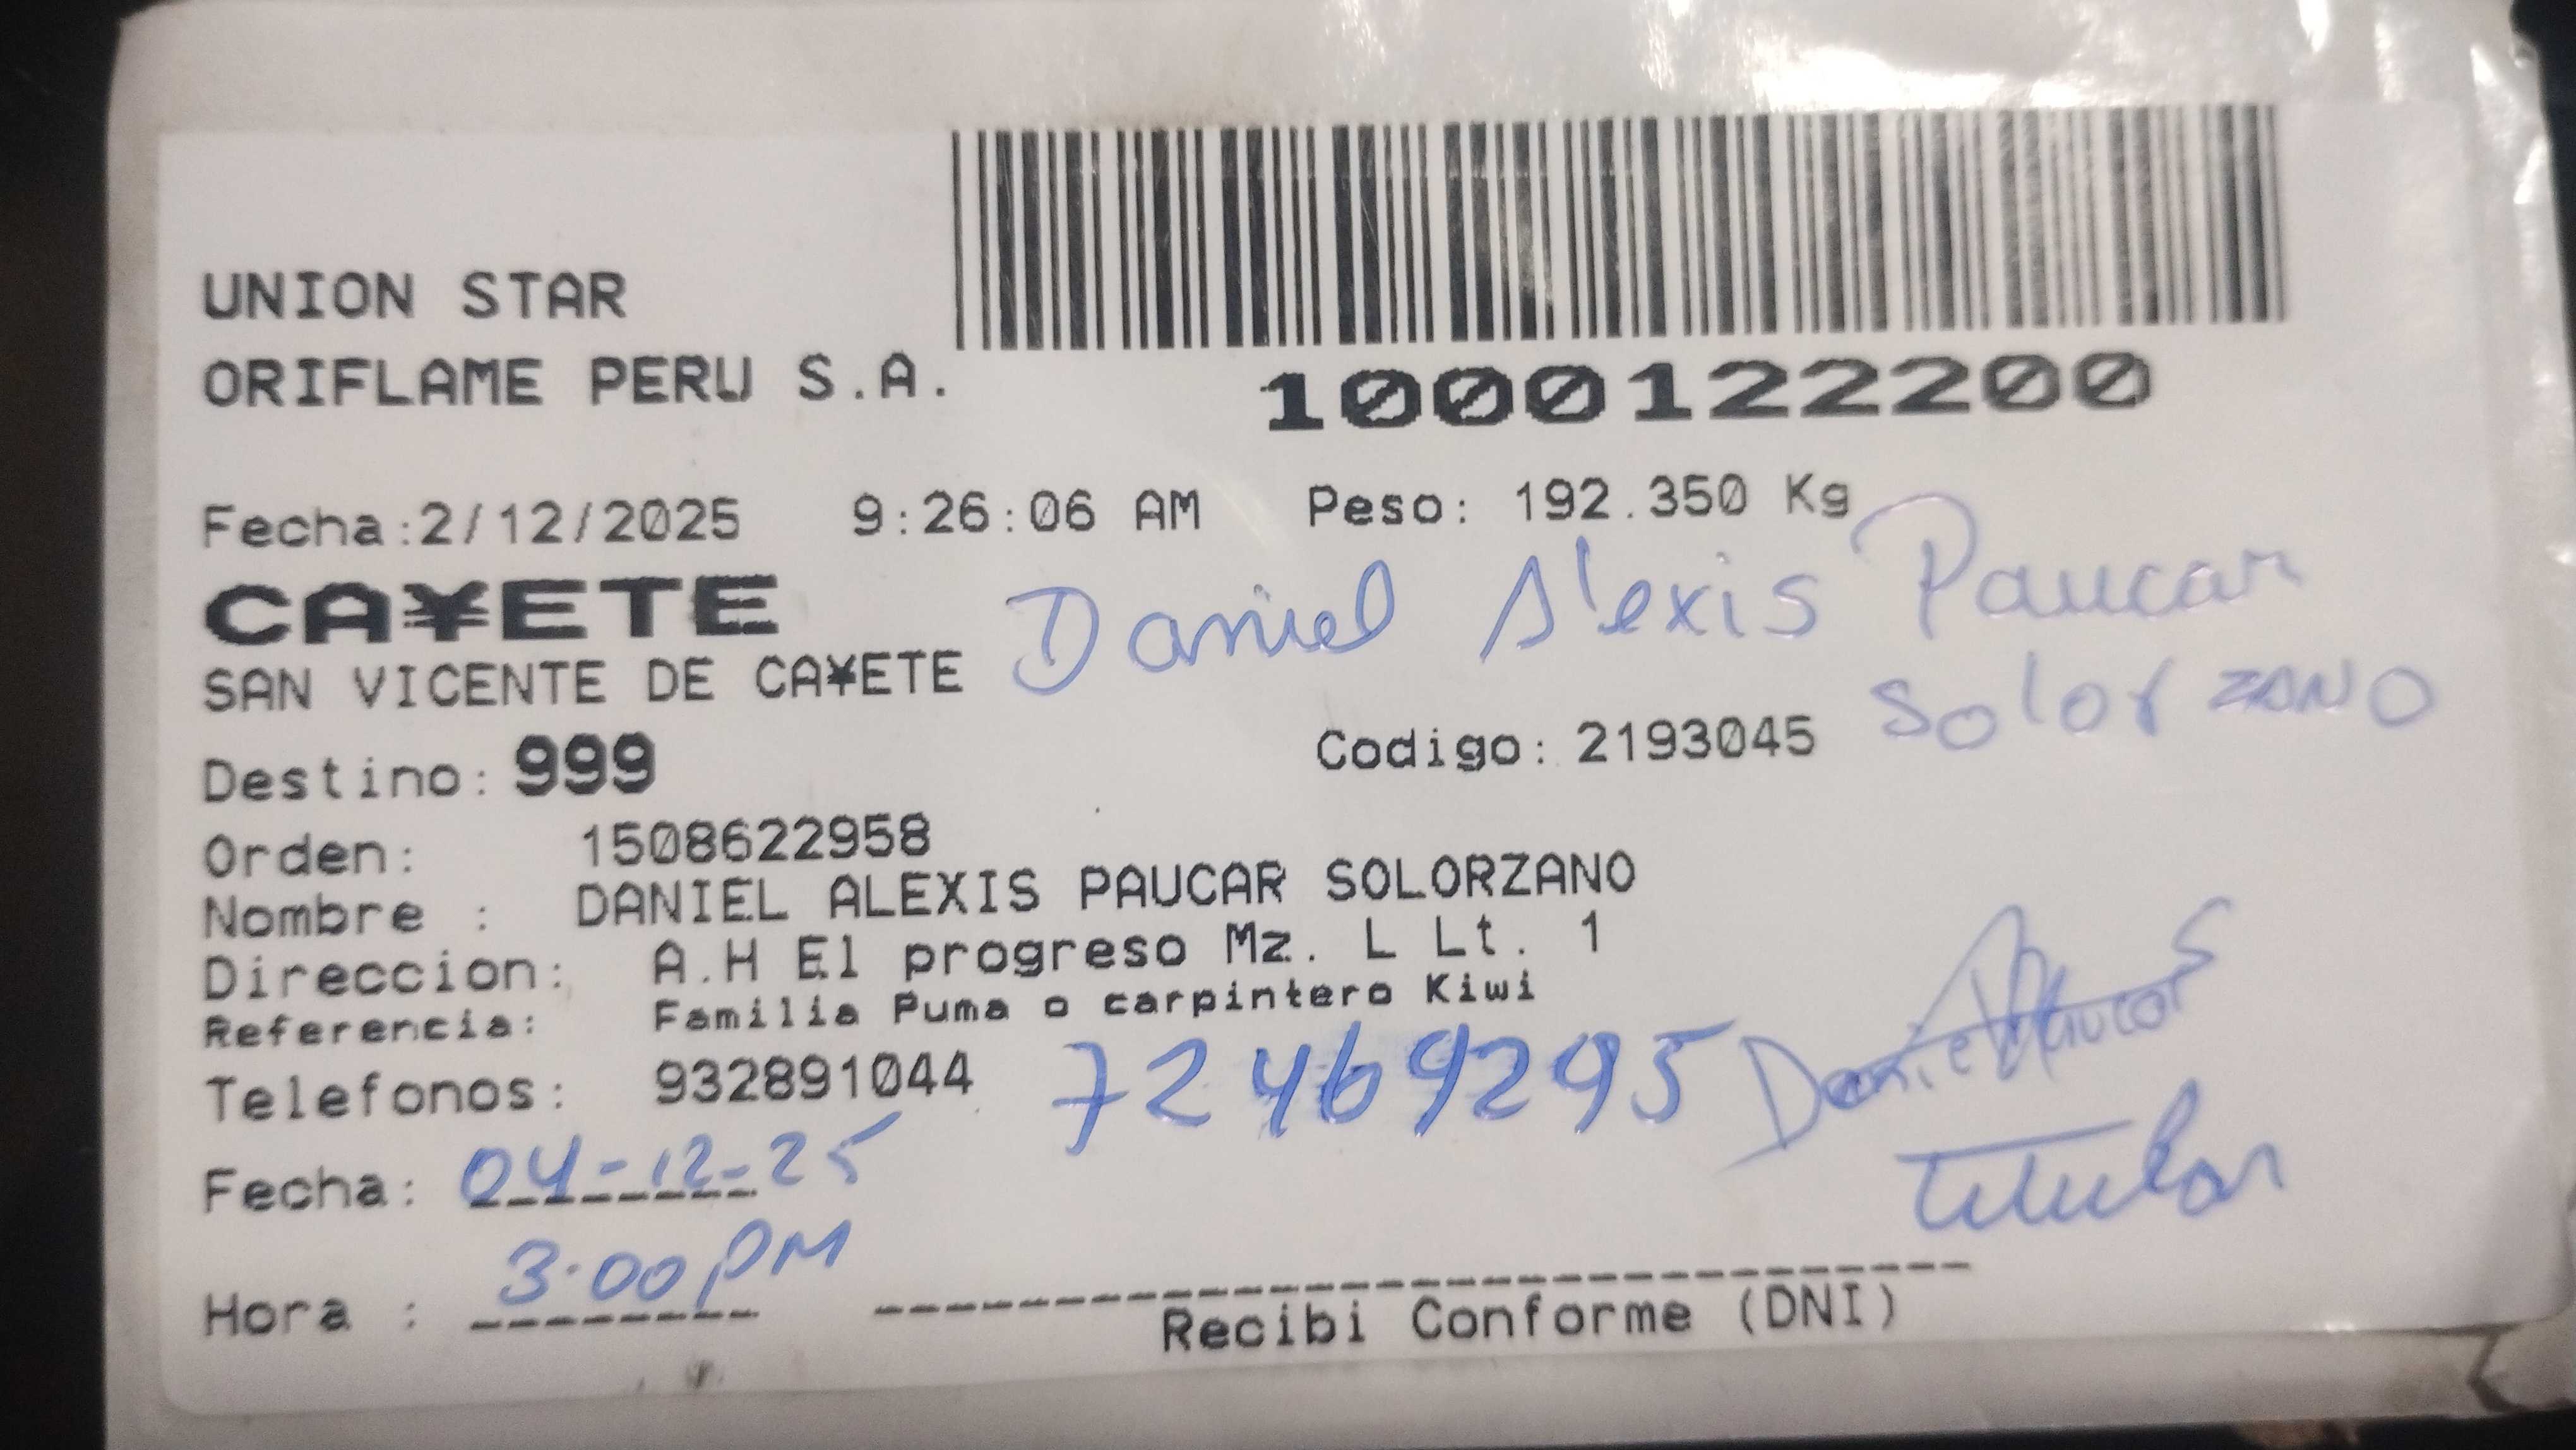 UNION STAR
ORIFLAME PERU S.A.
1000122200
Fecha:2/12/2025 9:26:06 AM Peso: 192.350 Kg
CA¥ETE
Daniel Alexis Paucar
SAN VICENTE DE CA¥ETE
Solorzano
Destino: 999
Codigo: 2193045
Orden: 1508622958
Nombre : DANIEL ALEXIS PAUCAR SOLORZANO
Direccion: A.H El progreso Mz. L Lt. 1
Referencia: Familia Puma o carpintero Kiwi
Telefonos: 932891044
72469295
Daniel Paucar S
Titular
Fecha: 04-12-25
Hora : 3:00 PM
Recibi Conforme (DNI)